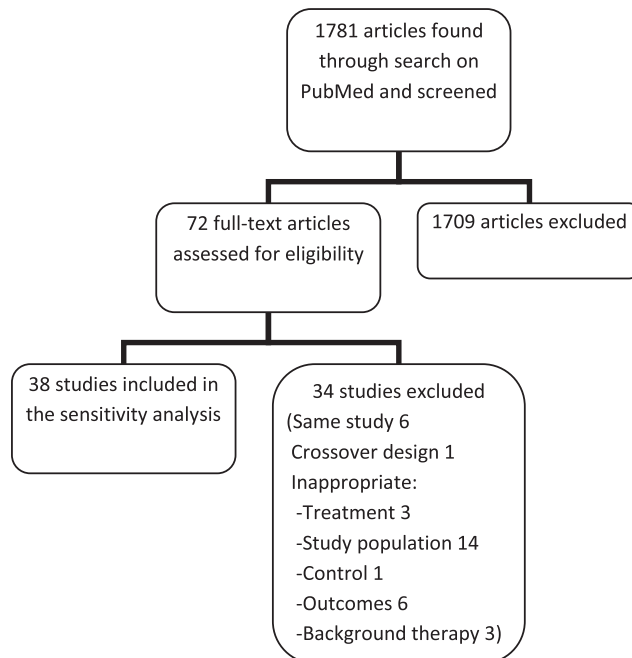 1781 articles found
through search on
PubMed and screened
72 full-text articles
assessed for eligibility
1709 articles excluded
38 studies included in
the sensitivity analysis
34 studies excluded
(Same study 6
Crossover design 1
Inappropriate:
-Treatment 3
-Study population 14
-Control 1
-Outcomes 6
-Background therapy 3)